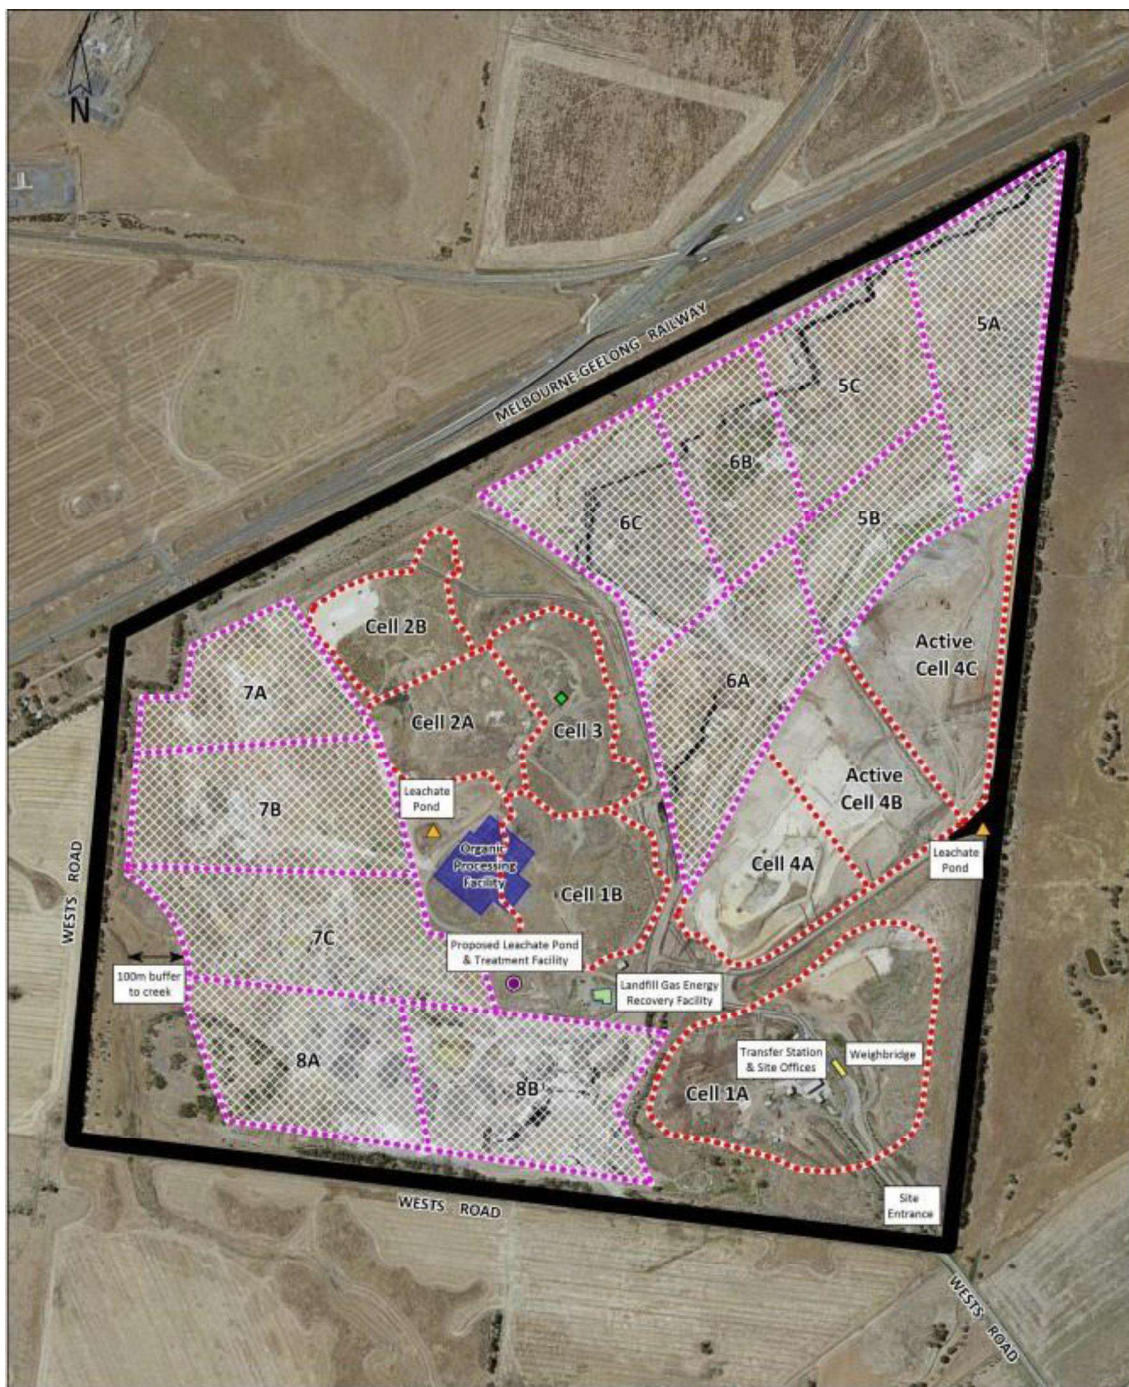 N
MELBOURNE-GEELONG RAILWAY
5A
5C
6B
5B
6C
Cell 2B
Active
Cell 4C
6A
7A
Cell 2A
Cell 3
Active
Cell 4B
7B
Leachate
Pond
Leachate
Pond
Organic
Processing
Facility
Cell 4A
Cell 1B
WESTS ROAD
7C
Proposed Leachate Pond
& Treatment Facility
100m buffer
to creek
Landfill Gas Energy
Recovery Facility
Transfer Station
& Site Offices
Weighbridge
8A
8B
Cell 1A
WESTS ROAD
Site
Entrance
WESTS ROAD